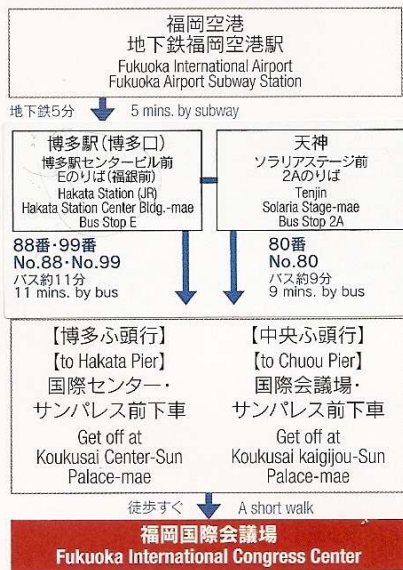 福岡空港
地下鉄福岡空港駅
Fukuoka International Airport
Fukuoka Airport Subway Station
地下鉄5分 5 mins. by subway
博多駅(博多口)
博多駅センタービル前
Eのりば(福銀前)
Hakata Station (JR)
Hakata Station Center Bldg.-mae
Bus Stop E
天神
ソラリアステージ前
2Aのりば
Tenjin
Solaria Stage-mae
Bus Stop 2A
88番・99番
No.88・No.99
バス約11分
11 mins. by bus
80番
No.80
バス約9分
9 mins. by bus
【博多ふ頭行】
[to Hakata Pier]
国際センター・
サンパレス前下車
Get off at
Koukusai Center-Sun
Palace-mae
【中央ふ頭行】
[to Chuou Pier]
国際会議場・
サンパレス前下車
Get off at
Koukusai kaigijou-Sun
Palace-mae
徒歩すぐ A short walk
福岡国際会議場
Fukuoka International Congress Center